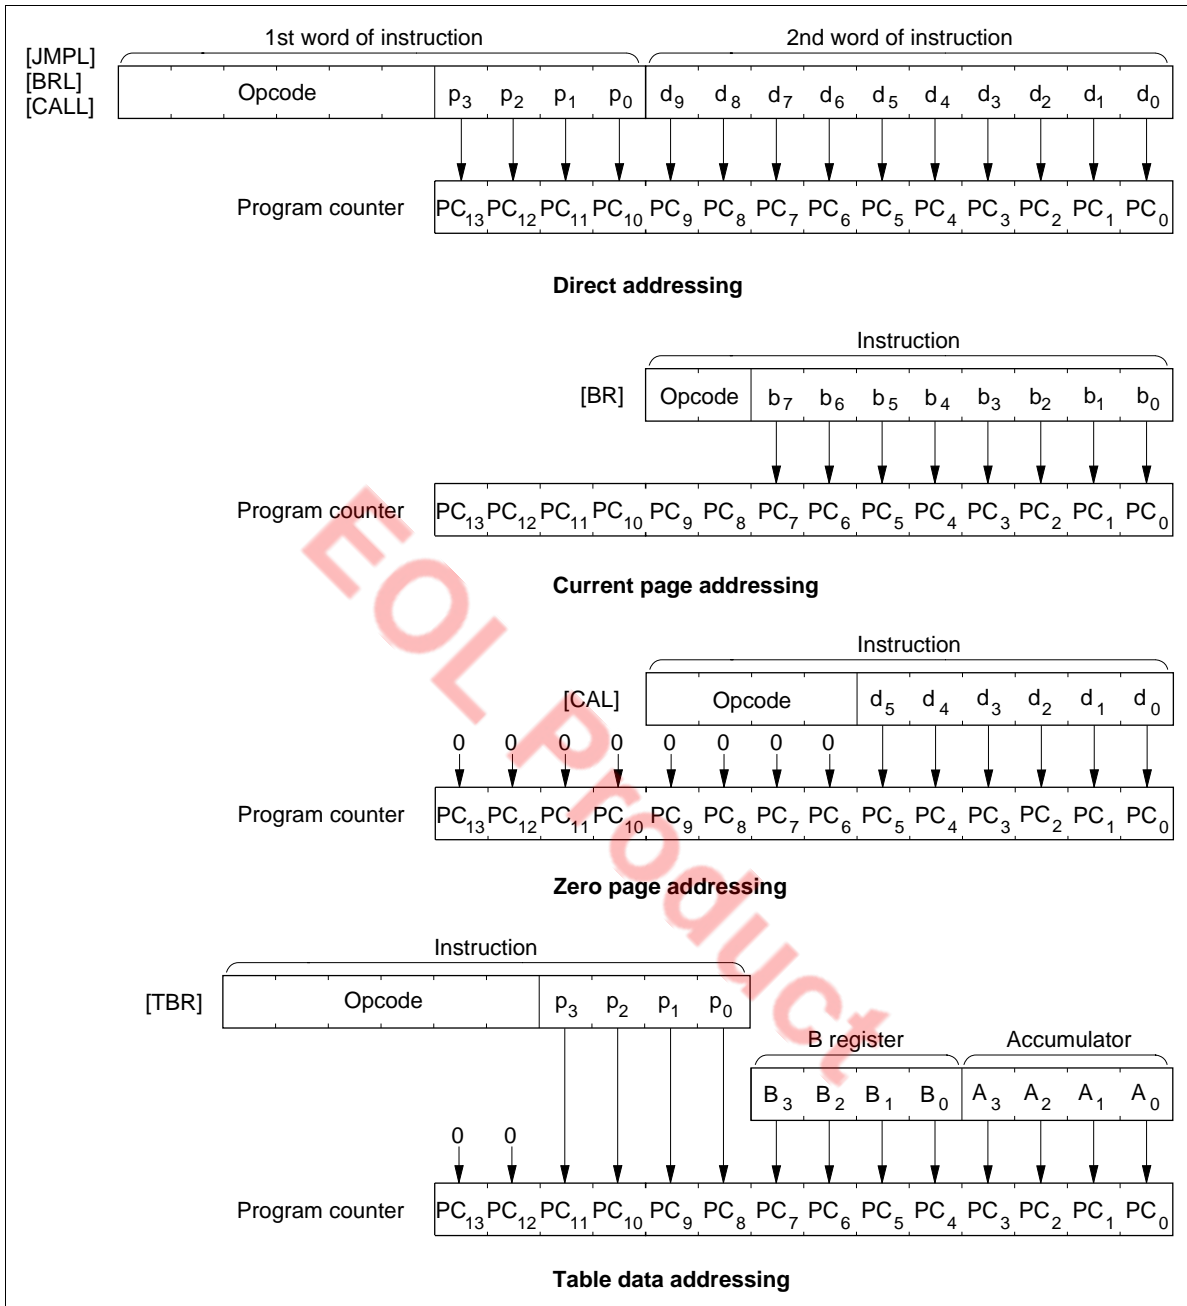 1st word of instruction 2nd word of instruction
[JMPL]
[BRL]
[CALL]
Opcode p3 p2 p1 p0 d9 d8 d7 d6 d5 d4 d3 d2 d1 d0
Program counter PC13 PC12 PC11 PC10 PC9 PC8 PC7 PC6 PC5 PC4 PC3 PC2 PC1 PC0
Direct addressing
Instruction
[BR] Opcode b7 b6 b5 b4 b3 b2 b1 b0
Program counter PC13 PC12 PC11 PC10 PC9 PC8 PC7 PC6 PC5 PC4 PC3 PC2 PC1 PC0
Current page addressing
Instruction
[CAL] Opcode d5 d4 d3 d2 d1 d0
0 0 0 0 0 0 0 0
Program counter PC13 PC12 PC11 PC10 PC9 PC8 PC7 PC6 PC5 PC4 PC3 PC2 PC1 PC0
Zero page addressing
Instruction
[TBR] Opcode p3 p2 p1 p0
B register Accumulator
B3 B2 B1 B0 A3 A2 A1 A0
0 0
Program counter PC13 PC12 PC11 PC10 PC9 PC8 PC7 PC6 PC5 PC4 PC3 PC2 PC1 PC0
Table data addressing
EOL Product